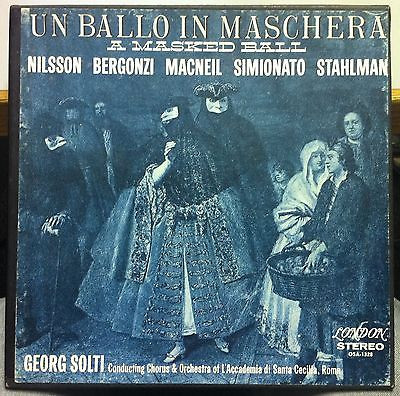 UN BALLO IN MASCHERA
A MASKED BALL
NILSSON BERGONZI MACNEIL SIMIONATO STAHLMAN
LONDON
STEREO
OSA-1328
GEORG SOLTI Conducting Chorus & Orchestra of L'Accademia di Santa Cecilia, Roma